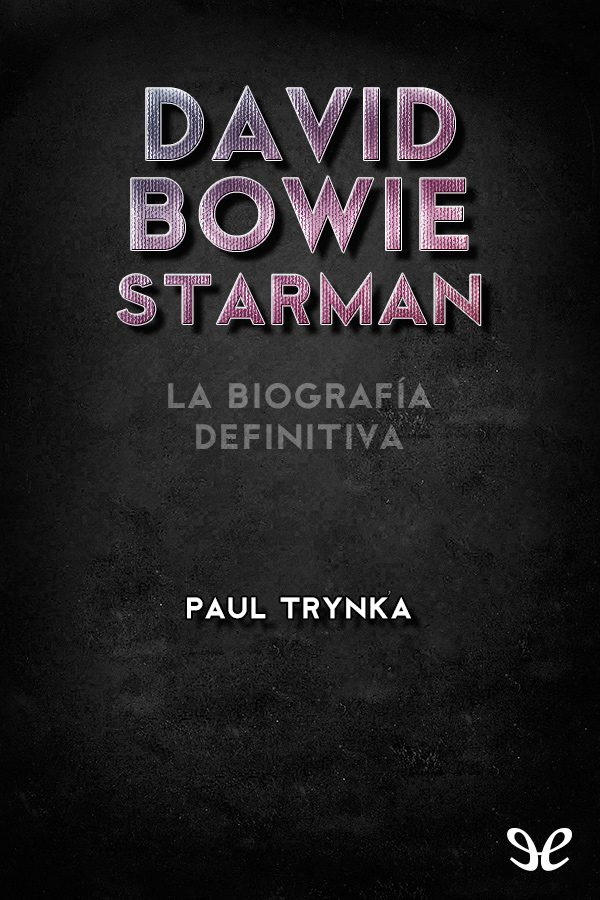 DAVID
BOWIE
STARMAN
LA BIOGRAFÍA
DEFINITIVA
PAUL TRYNKA